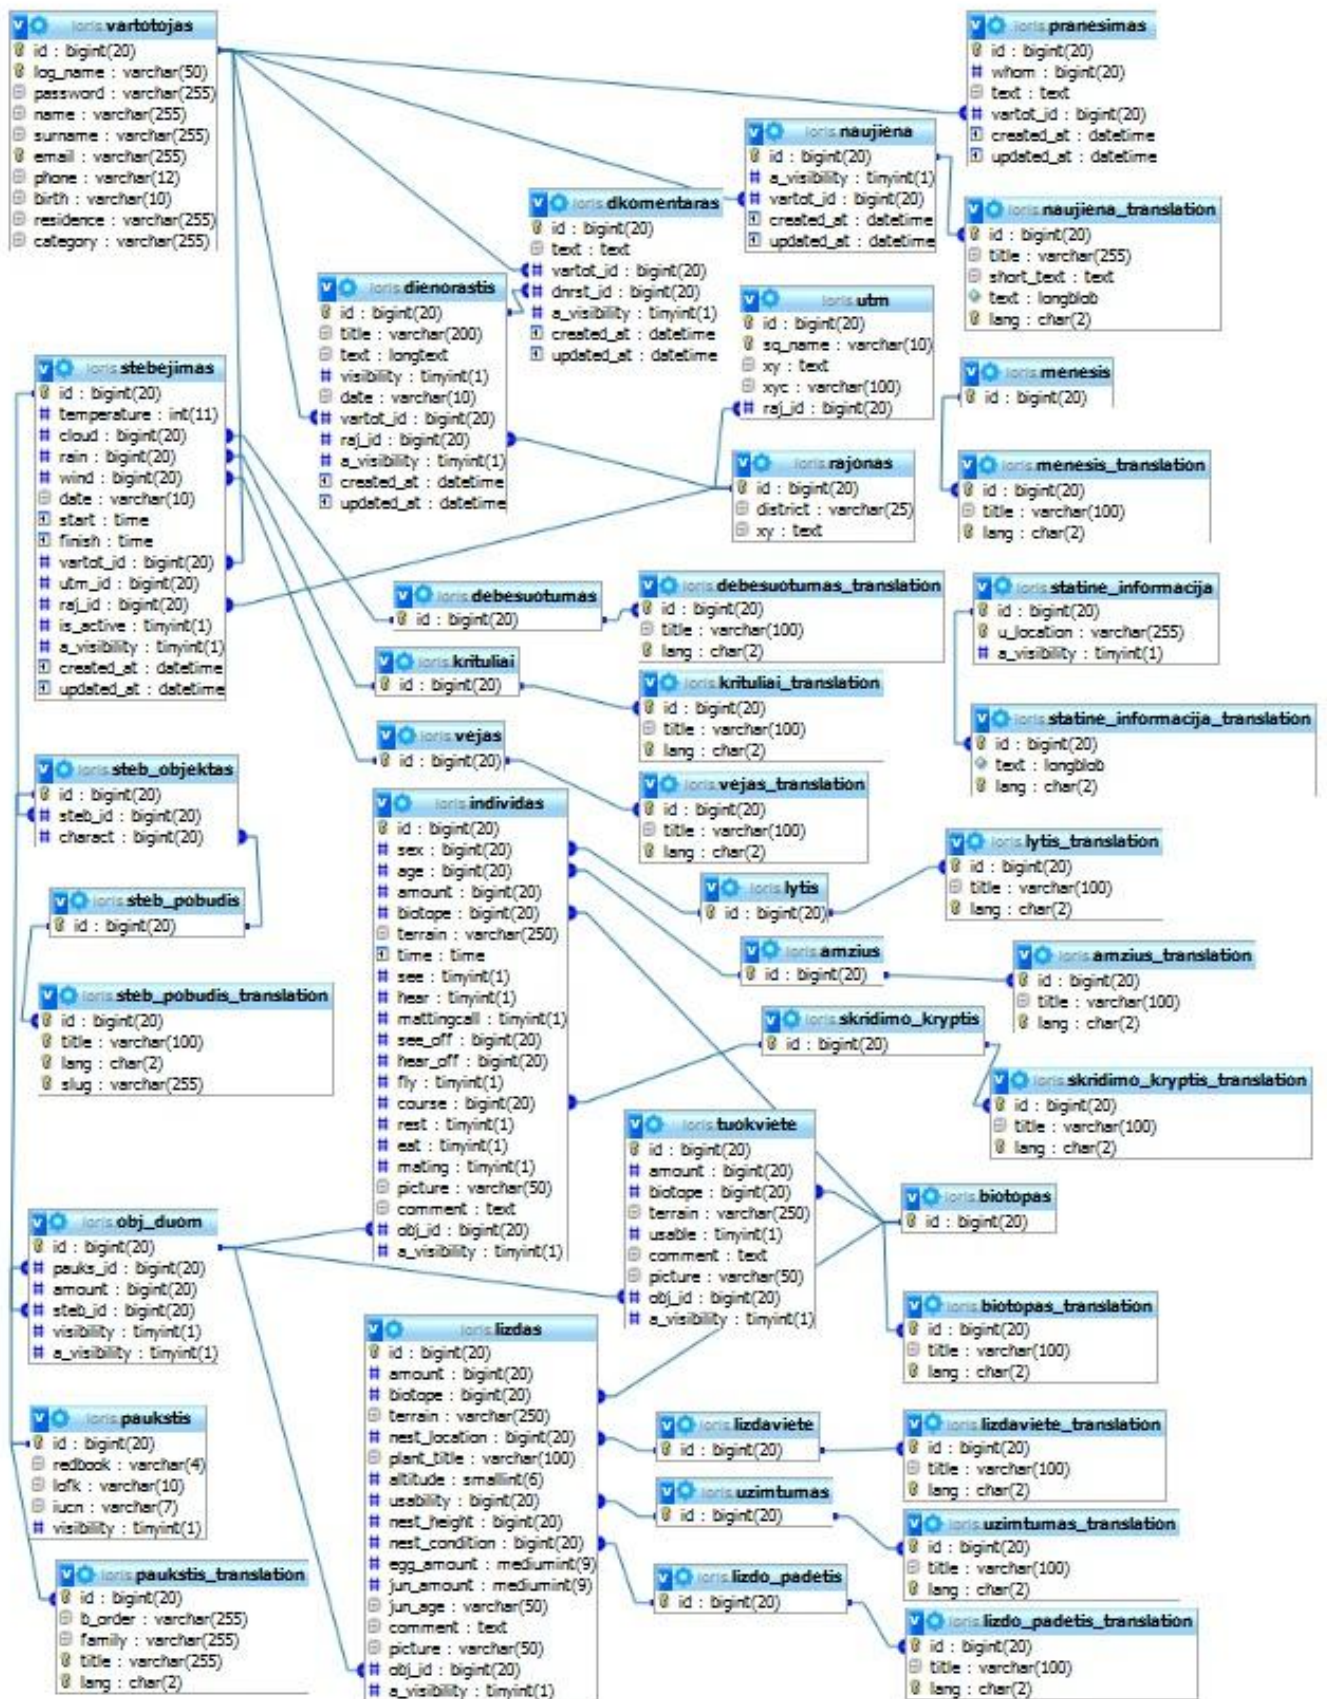 loris.vartotojas
id : bigint(20)
log_name : varchar(50)
password : varchar(255)
name : varchar(255)
surname : varchar(255)
email : varchar(255)
phone : varchar(12)
birth : varchar(10)
residence : varchar(255)
category : varchar(255)
loris.pranesimas
id : bigint(20)
whom : bigint(20)
text : text
vartot_id : bigint(20)
created_at : datetime
updated_at : datetime
loris.naujiena
id : bigint(20)
a_visibility : tinyint(1)
vartot_id : bigint(20)
created_at : datetime
updated_at : datetime
loris.naujiena_translation
id : bigint(20)
title : varchar(255)
short_text : text
text : longblob
lang : char(2)
loris.dkomentaras
id : bigint(20)
text : text
vartot_id : bigint(20)
dnrst_id : bigint(20)
a_visibility : tinyint(1)
created_at : datetime
updated_at : datetime
loris.dienorastis
id : bigint(20)
title : varchar(200)
text : longtext
visibility : tinyint(1)
date : varchar(10)
vartot_id : bigint(20)
raj_id : bigint(20)
a_visibility : tinyint(1)
created_at : datetime
updated_at : datetime
loris.utm
id : bigint(20)
sq_name : varchar(10)
xy : text
xyc : varchar(100)
raj_id : bigint(20)
loris.menesis
id : bigint(20)
loris.menesis_translation
id : bigint(20)
title : varchar(100)
lang : char(2)
loris.rajonas
id : bigint(20)
district : varchar(25)
xy : text
loris.stebejimas
id : bigint(20)
temperature : int(11)
cloud : bigint(20)
rain : bigint(20)
wind : bigint(20)
date : varchar(10)
start : time
finish : time
vartot_id : bigint(20)
utm_id : bigint(20)
raj_id : bigint(20)
is_active : tinyint(1)
a_visibility : tinyint(1)
created_at : datetime
updated_at : datetime
loris.debesuotumas
id : bigint(20)
loris.debesuotumas_translation
id : bigint(20)
title : varchar(100)
lang : char(2)
loris.statine_informacija
id : bigint(20)
u_location : varchar(255)
a_visibility : tinyint(1)
loris.krituliai
id : bigint(20)
loris.krituliai_translation
id : bigint(20)
title : varchar(100)
lang : char(2)
loris.statine_informacija_translation
id : bigint(20)
text : longblob
lang : char(2)
loris.vejas
id : bigint(20)
loris.vejas_translation
id : bigint(20)
title : varchar(100)
lang : char(2)
loris.steb_objektas
id : bigint(20)
steb_id : bigint(20)
charact : bigint(20)
loris.steb_pobudis
id : bigint(20)
loris.steb_pobudis_translation
id : bigint(20)
title : varchar(100)
lang : char(2)
slug : varchar(255)
loris.individas
id : bigint(20)
sex : bigint(20)
age : bigint(20)
amount : bigint(20)
biotope : bigint(20)
terrain : varchar(250)
time : time
see : tinyint(1)
hear : tinyint(1)
mattingcall : tinyint(1)
see_off : bigint(20)
hear_off : bigint(20)
fly : tinyint(1)
course : bigint(20)
rest : tinyint(1)
eat : tinyint(1)
mating : tinyint(1)
picture : varchar(50)
comment : text
obj_id : bigint(20)
a_visibility : tinyint(1)
loris.lytis
id : bigint(20)
loris.lytis_translation
id : bigint(20)
title : varchar(100)
lang : char(2)
loris.amzius
id : bigint(20)
loris.amzius_translation
id : bigint(20)
title : varchar(100)
lang : char(2)
loris.skridimo_kryptis
id : bigint(20)
loris.skridimo_kryptis_translation
id : bigint(20)
title : varchar(100)
lang : char(2)
loris.tuokviete
id : bigint(20)
amount : bigint(20)
biotope : bigint(20)
terrain : varchar(250)
usable : tinyint(1)
comment : text
picture : varchar(50)
obj_id : bigint(20)
a_visibility : tinyint(1)
loris.biotopas
id : bigint(20)
loris.biotopas_translation
id : bigint(20)
title : varchar(100)
lang : char(2)
loris.obj_duom
id : bigint(20)
pauks_id : bigint(20)
amount : bigint(20)
steb_id : bigint(20)
visibility : tinyint(1)
a_visibility : tinyint(1)
loris.paukstis
id : bigint(20)
redbook : varchar(4)
lofk : varchar(10)
iucn : varchar(7)
visibility : tinyint(1)
loris.paukstis_translation
id : bigint(20)
b_order : varchar(255)
family : varchar(255)
title : varchar(255)
lang : char(2)
loris.lizdas
id : bigint(20)
amount : bigint(20)
biotope : bigint(20)
terrain : varchar(250)
nest_location : bigint(20)
plant_title : varchar(100)
altitude : smallint(6)
usability : bigint(20)
nest_height : bigint(20)
nest_condition : bigint(20)
egg_amount : mediumint(9)
jun_amount : mediumint(9)
jun_age : varchar(50)
comment : text
picture : varchar(50)
obj_id : bigint(20)
a_visibility : tinyint(1)
loris.lizdaviete
id : bigint(20)
loris.lizdaviete_translation
id : bigint(20)
title : varchar(100)
lang : char(2)
loris.uzimtumas
id : bigint(20)
loris.uzimtumas_translation
id : bigint(20)
title : varchar(100)
lang : char(2)
loris.lizdo_padetis
id : bigint(20)
loris.lizdo_padetis_translation
id : bigint(20)
title : varchar(100)
lang : char(2)